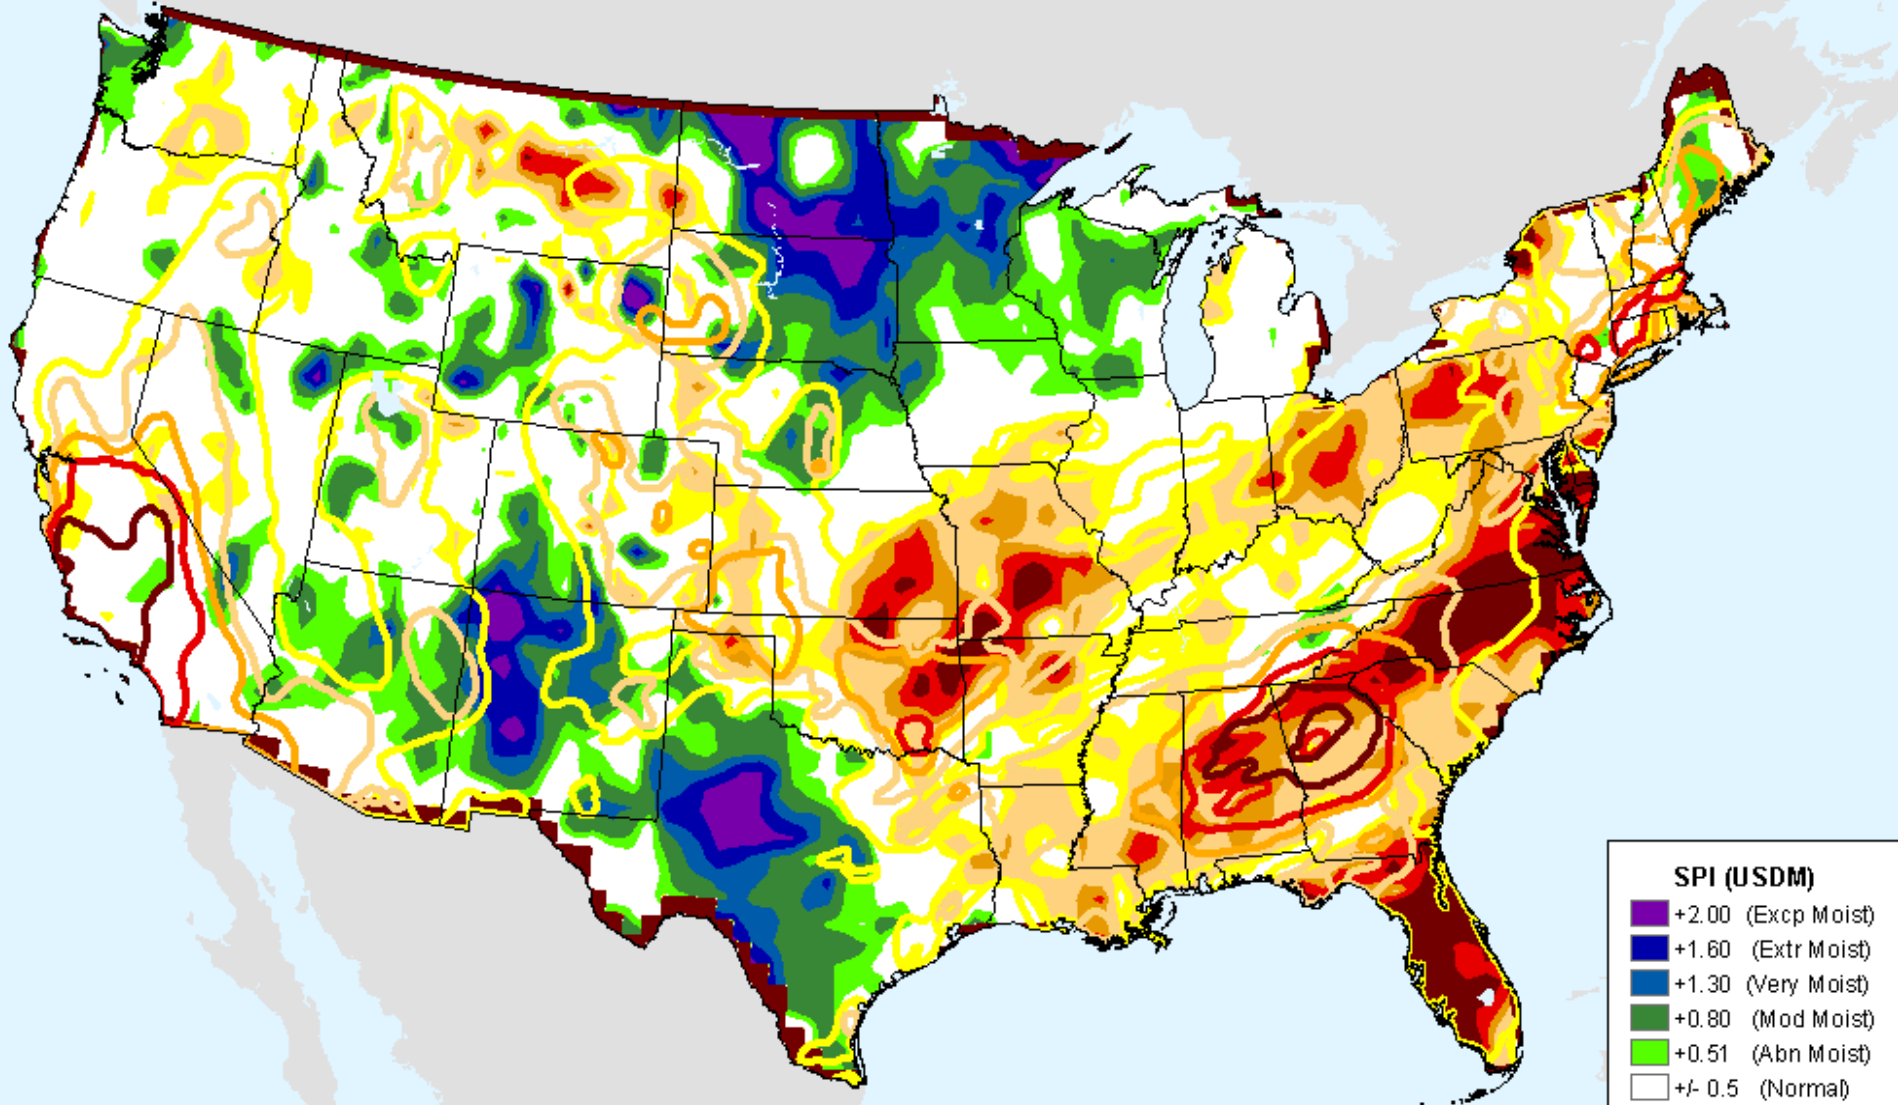 SPI (USDM)
+2.00 (Excp Moist)
+1.60 (Extr Moist)
+1.30 (Very Moist)
+0.80 (Mod Moist)
+0.51 (Abn Moist)
+/- 0.5 (Normal)